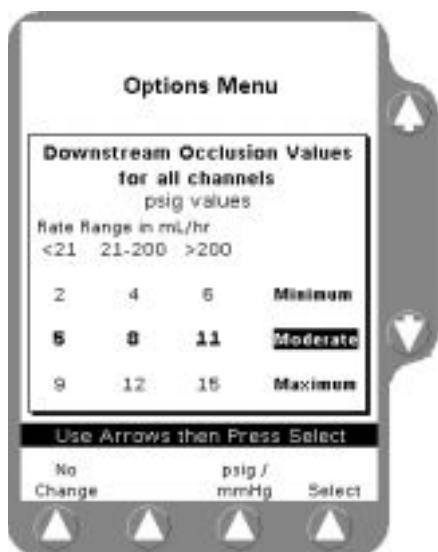 Options Menu
Downstream Occlusion Values
for all channels
psig values
Rate Range in mL/hr
<21 21-200 >200
2 4 6 Minimum
5 8 11 Moderate
9 12 15 Maximum
Use Arrows then Press Select
No psig /
Change mmHg Select